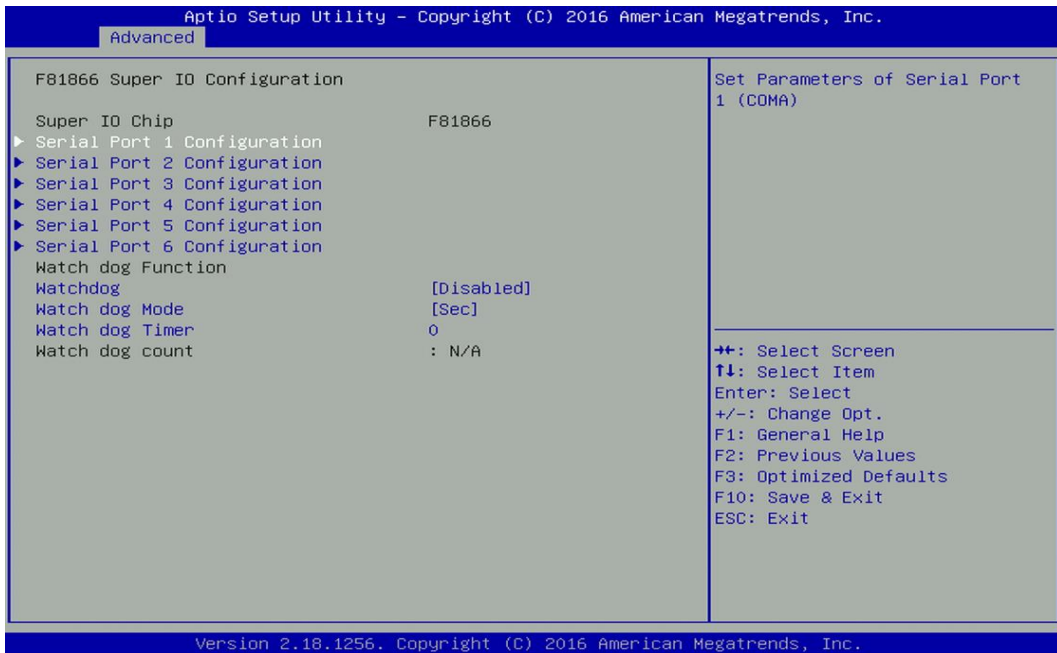 Aptio Setup Utility – Copyright (C) 2016 American Megatrends, Inc.
Advanced
F81866 Super IO Configuration
Super IO Chip F81866
▶ Serial Port 1 Configuration
▶ Serial Port 2 Configuration
▶ Serial Port 3 Configuration
▶ Serial Port 4 Configuration
▶ Serial Port 5 Configuration
▶ Serial Port 6 Configuration
Watch dog Function
Watchdog [Disabled]
Watch dog Mode [Sec]
Watch dog Timer 0
Watch dog count : N/A
Set Parameters of Serial Port
1 (COMA)
→←: Select Screen
↑↓: Select Item
Enter: Select
+/-: Change Opt.
F1: General Help
F2: Previous Values
F3: Optimized Defaults
F10: Save & Exit
ESC: Exit
Version 2.18.1256. Copyright (C) 2016 American Megatrends, Inc.